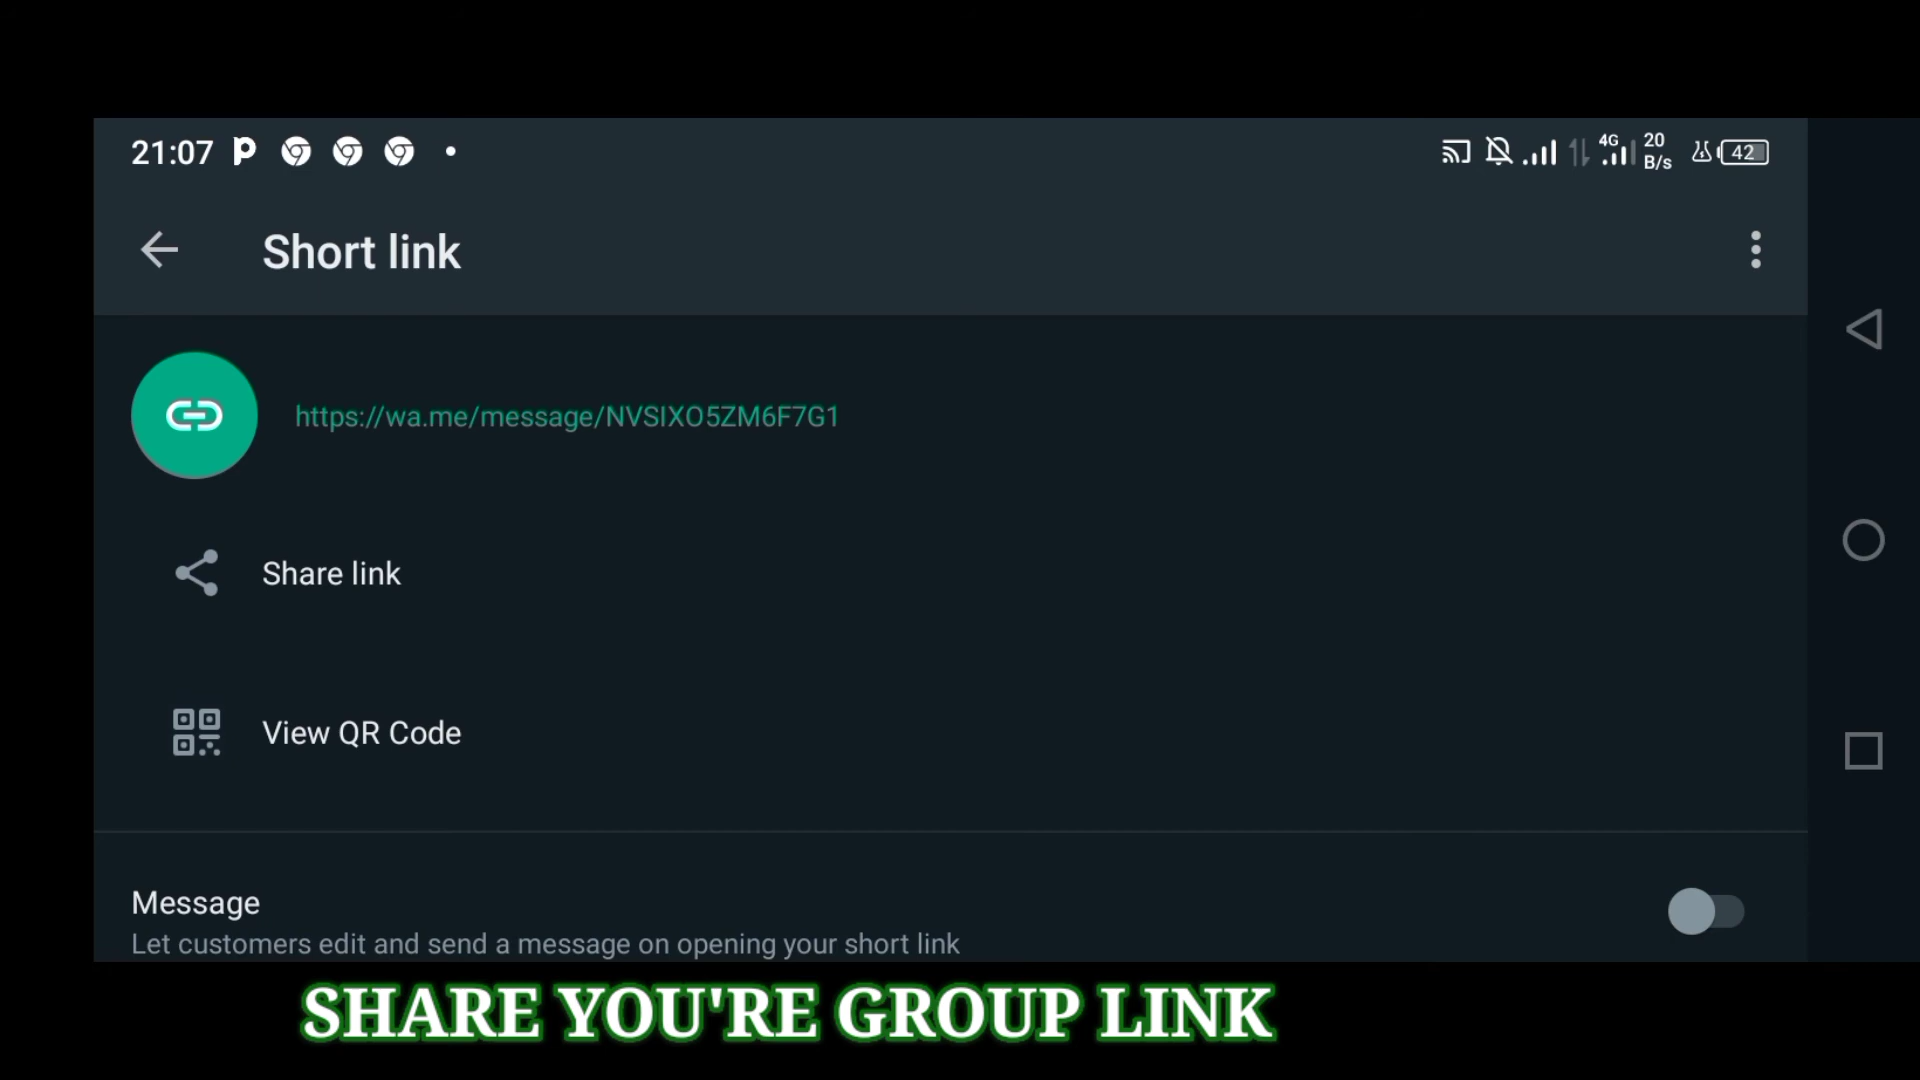 21:07
4G 20 B/s 42
Short link
https://wa.me/message/NVSIXO5ZM6F7G1
Share link
View QR Code
Message
Let customers edit and send a message on opening your short link
SHARE YOU'RE GROUP LINK